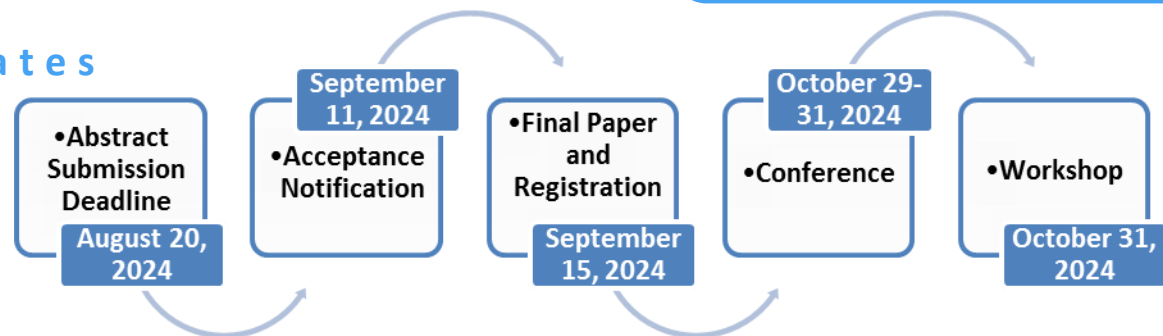 ates
•Abstract
Submission
Deadline
August 20,
2024
September
11, 2024
•Acceptance
Notification
•Final Paper
and
Registration
September
15, 2024
October 29-
31, 2024
•Conference
•Workshop
October 31,
2024